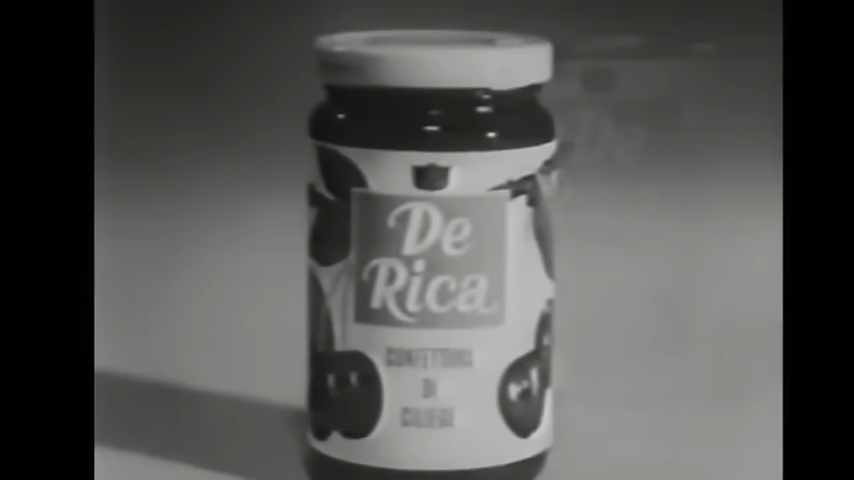 De
Rica
CONFETTURA
DI
CILIEGE